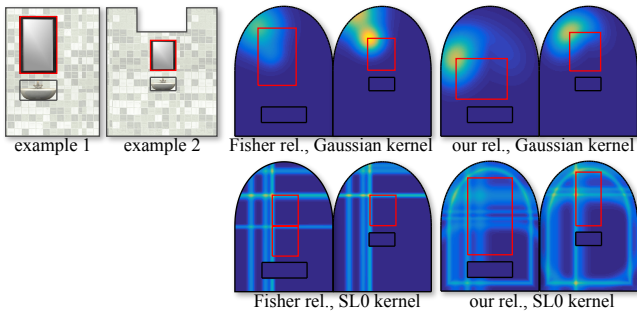 example 1
example 2
Fisher rel., Gaussian kernel
our rel., Gaussian kernel
Fisher rel., SL0 kernel
our rel., SL0 kernel